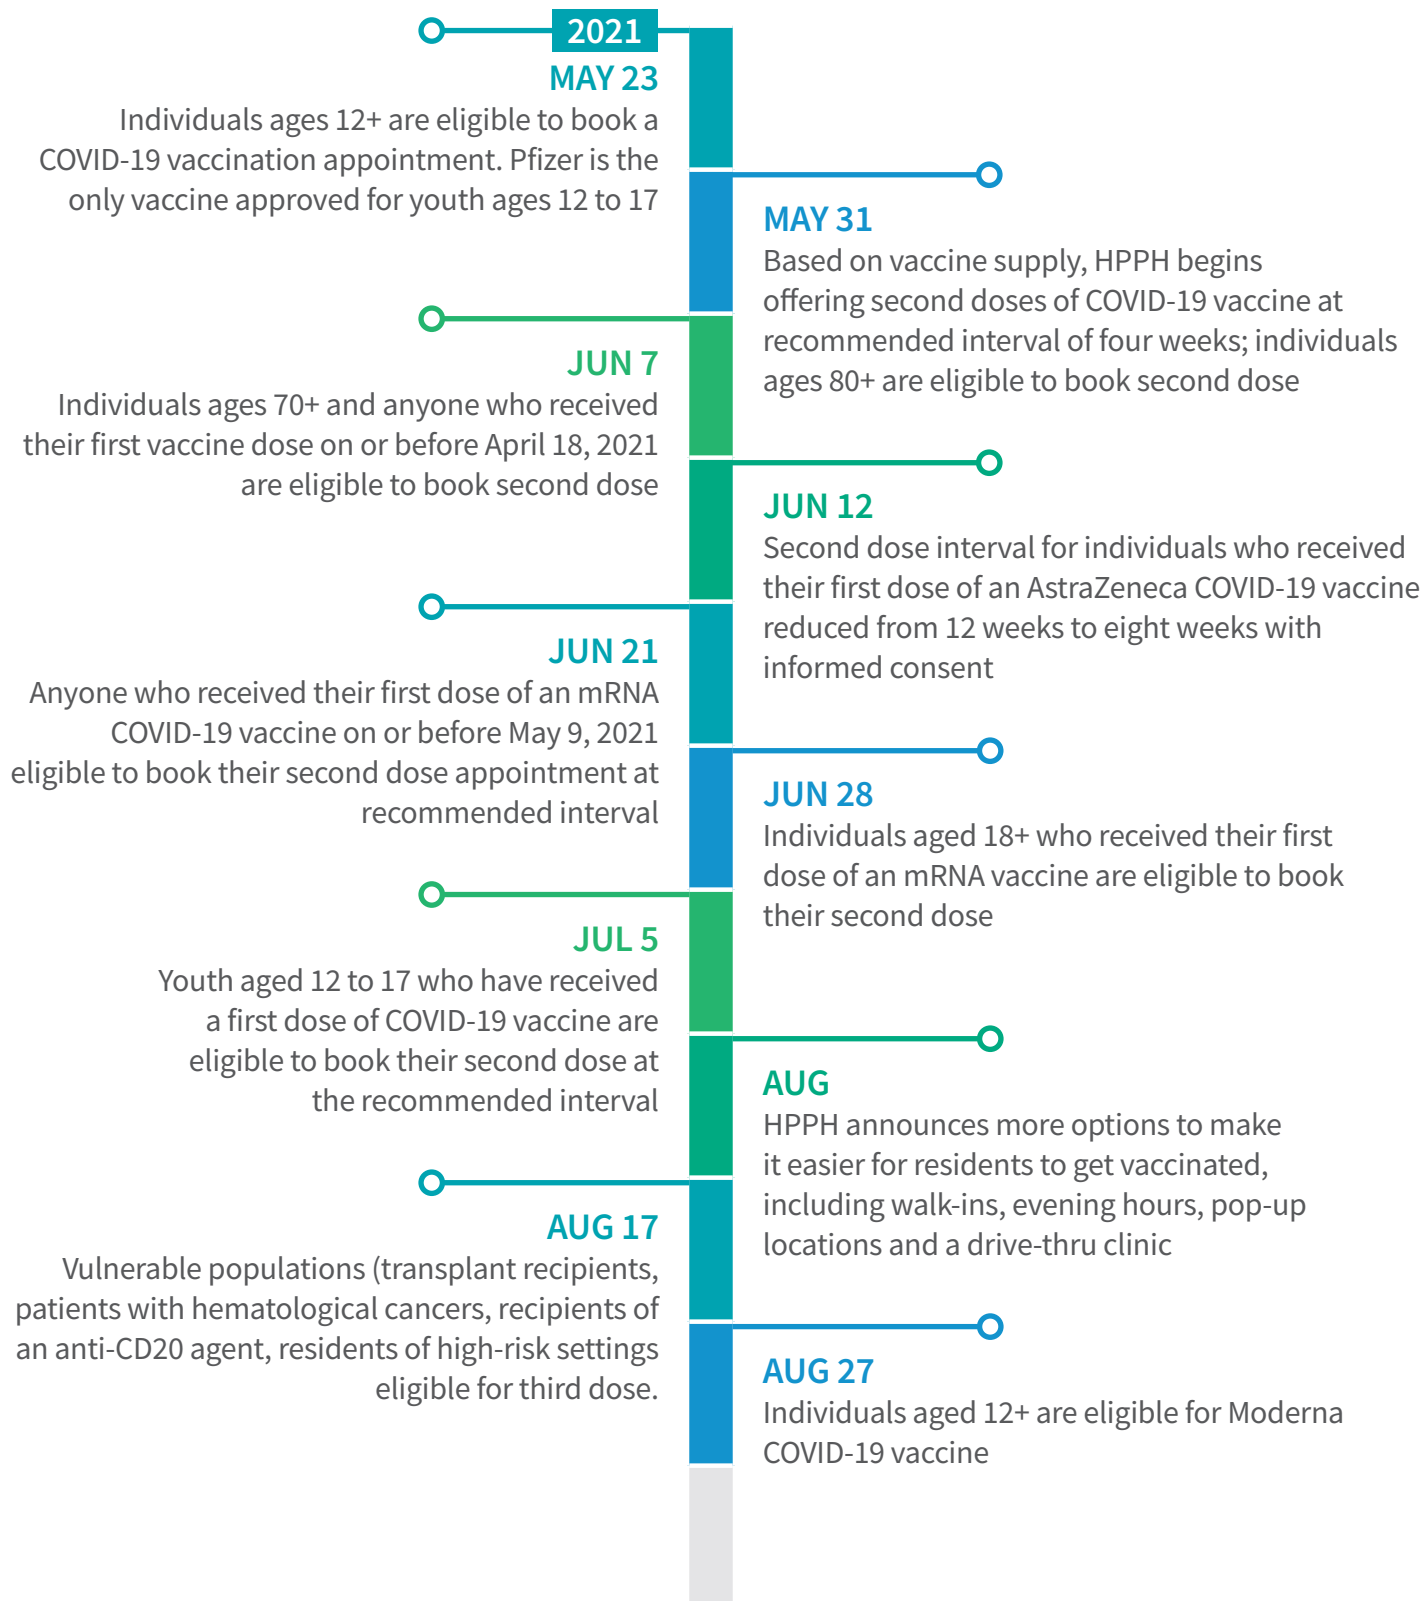 2021
MAY 23
Individuals ages 12+ are eligible to book a
COVID-19 vaccination appointment. Pfizer is the
only vaccine approved for youth ages 12 to 17
MAY 31
Based on vaccine supply, HPPH begins
offering second doses of COVID-19 vaccine at
recommended interval of four weeks; individuals
ages 80+ are eligible to book second dose
JUN 7
Individuals ages 70+ and anyone who received
their first vaccine dose on or before April 18, 2021
are eligible to book second dose
JUN 12
Second dose interval for individuals who received
their first dose of an AstraZeneca COVID-19 vaccine
reduced from 12 weeks to eight weeks with
informed consent
JUN 21
Anyone who received their first dose of an mRNA
COVID-19 vaccine on or before May 9, 2021
eligible to book their second dose appointment at
recommended interval
JUN 28
Individuals aged 18+ who received their first
dose of an mRNA vaccine are eligible to book
their second dose
JUL 5
Youth aged 12 to 17 who have received
a first dose of COVID-19 vaccine are
eligible to book their second dose at
the recommended interval
AUG
HPPH announces more options to make
it easier for residents to get vaccinated,
including walk-ins, evening hours, pop-up
locations and a drive-thru clinic
AUG 17
Vulnerable populations (transplant recipients,
patients with hematological cancers, recipients of
an anti-CD20 agent, residents of high-risk settings
eligible for third dose.
AUG 27
Individuals aged 12+ are eligible for Moderna
COVID-19 vaccine